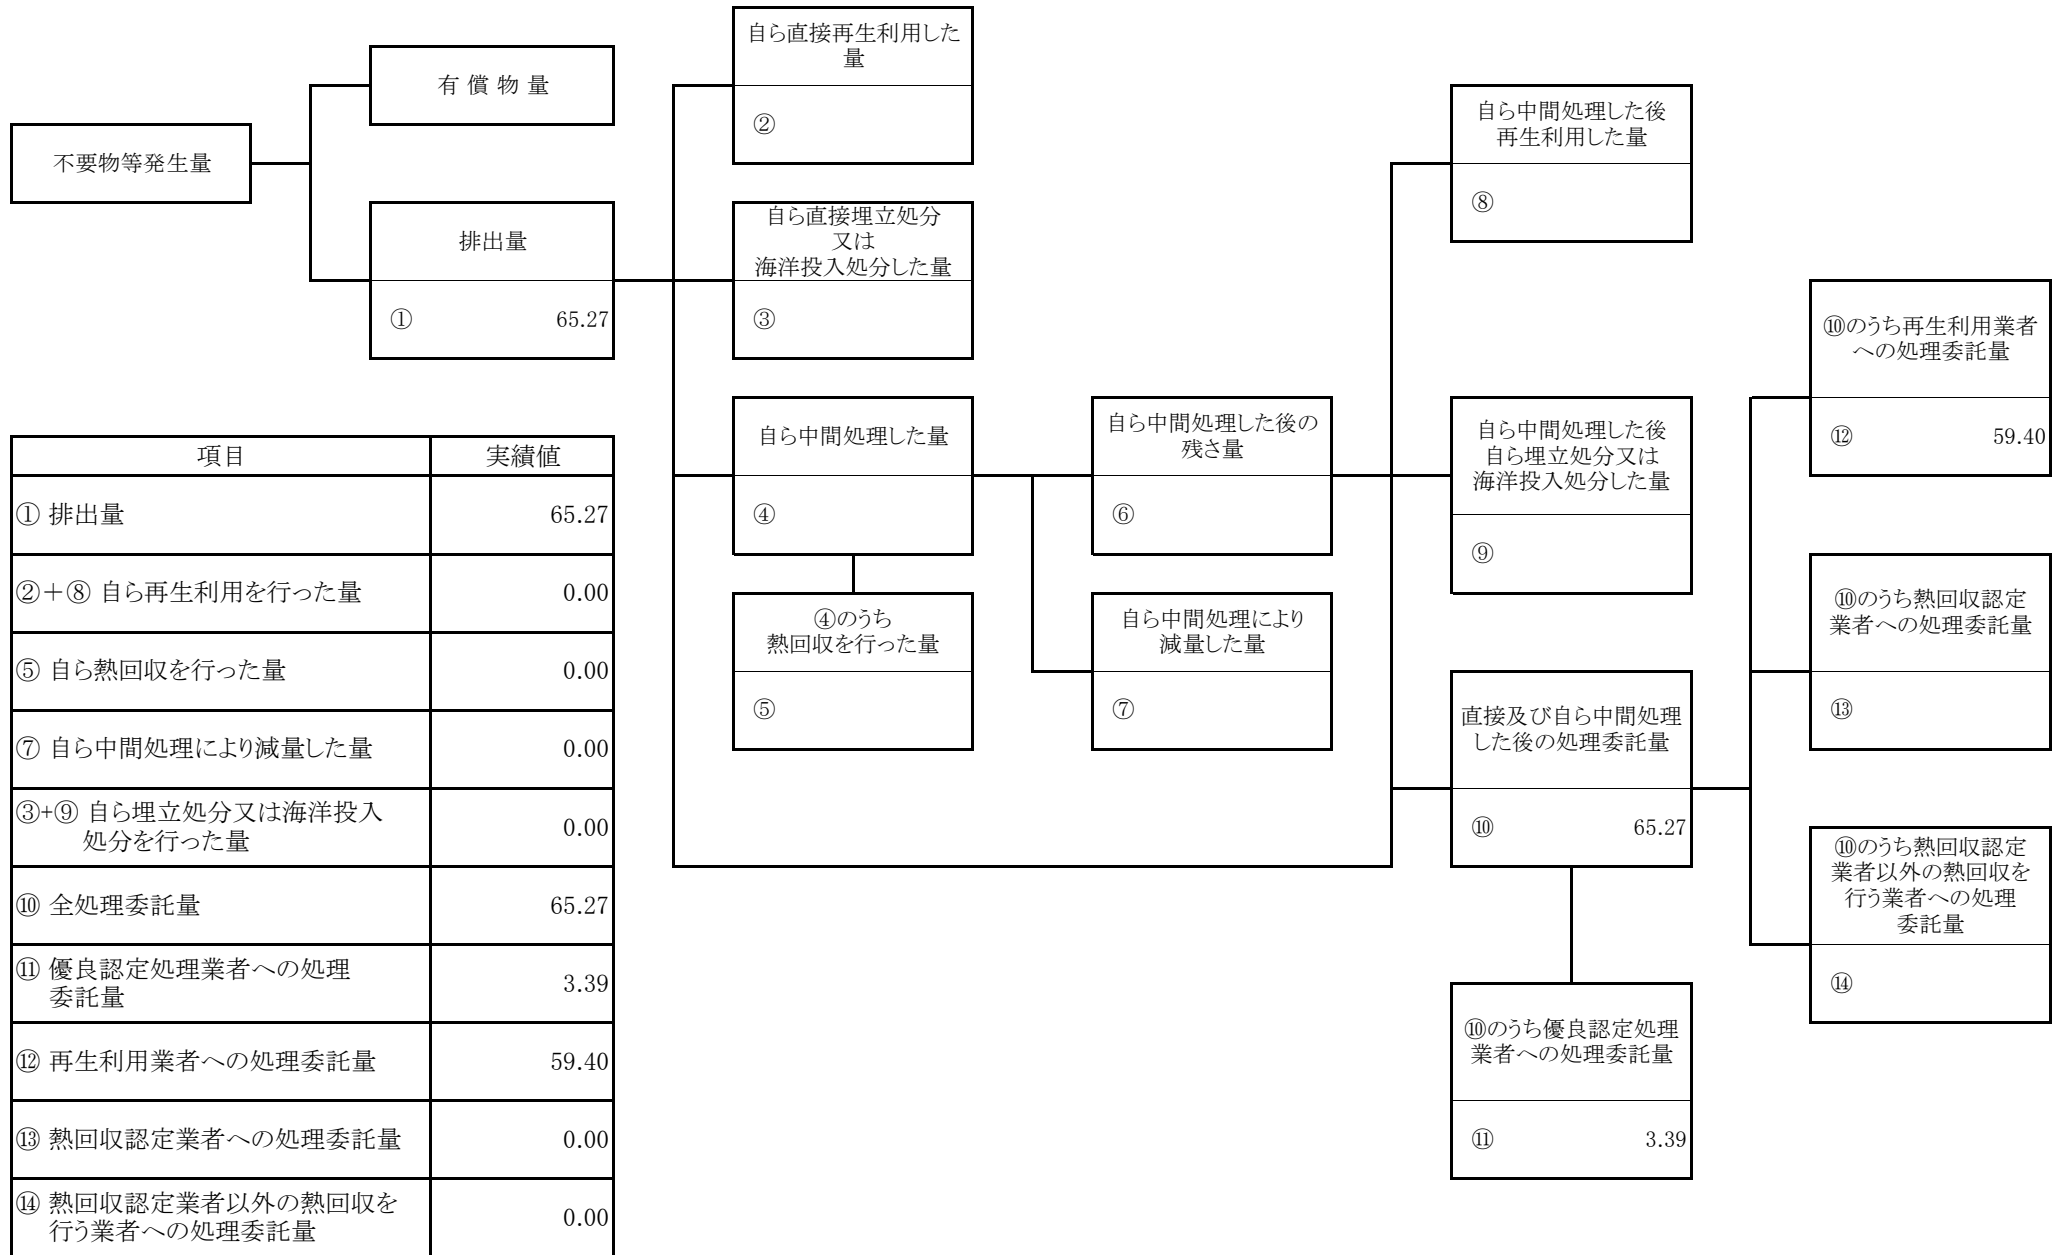 不要物等発生量
有 償 物 量
排出量
① 65.27
自ら直接再生利用した
量
②
自ら直接埋立処分
又は
海洋投入処分した量
③
自ら中間処理した量
④
④のうち
熱回収を行った量
⑤
自ら中間処理した後の
残さ量
⑥
自ら中間処理により
減量した量
⑦
自ら中間処理した後
再生利用した量
⑧
自ら中間処理した後
自ら埋立処分又は
海洋投入処分した量
⑨
直接及び自ら中間処理
した後の処理委託量
⑩ 65.27
⑩のうち優良認定処理
業者への処理委託量
⑪ 3.39
⑩のうち再生利用業者
への処理委託量
⑫ 59.40
⑩のうち熱回収認定
業者への処理委託量
⑬
⑩のうち熱回収認定
業者以外の熱回収を
行う業者への処理
委託量
⑭
項目 実績値
① 排出量 65.27
②＋⑧ 自ら再生利用を行った量 0.00
⑤ 自ら熱回収を行った量 0.00
⑦ 自ら中間処理により減量した量 0.00
③+⑨ 自ら埋立処分又は海洋投入
処分を行った量 0.00
⑩ 全処理委託量 65.27
⑪ 優良認定処理業者への処理
委託量 3.39
⑫ 再生利用業者への処理委託量 59.40
⑬ 熱回収認定業者への処理委託量 0.00
⑭ 熱回収認定業者以外の熱回収を
行う業者への処理委託量 0.00